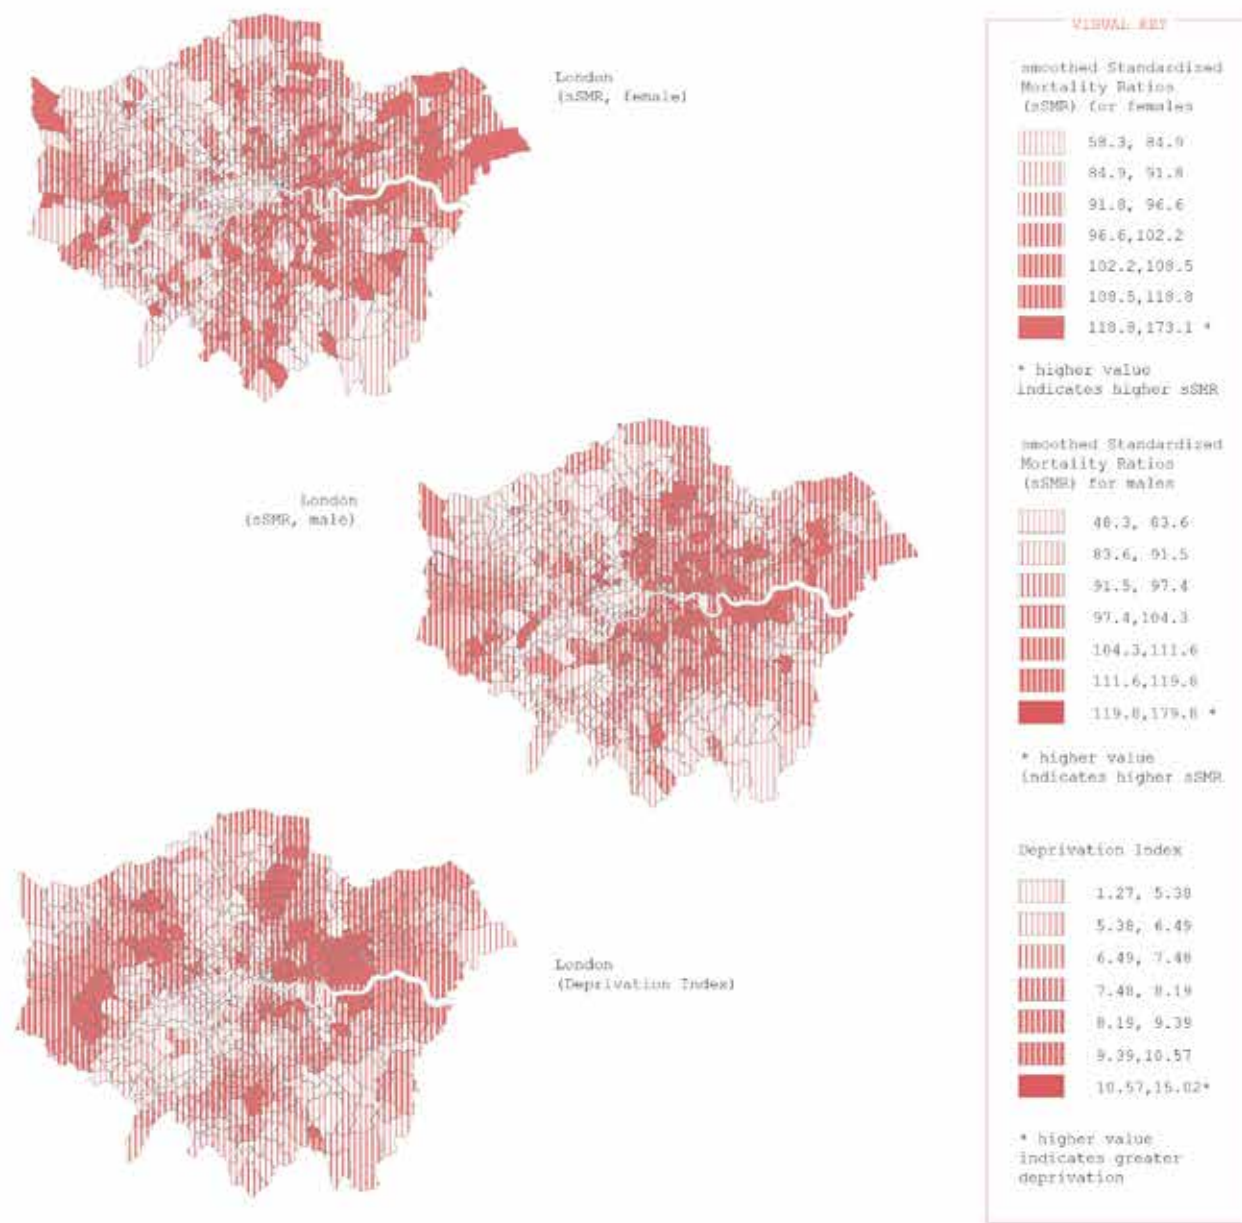 London
(sSMR, female)
London
(sSMR, male)
London
(Deprivation Index)
VISUAL KEY
smoothed Standardized
Mortality Ratios
(sSMR) for females
58.3, 84.9
84.9, 91.8
91.8, 96.6
96.6,102.2
102.2,108.5
108.5,118.8
118.8,173.1 *
* higher value
indicates higher sSMR
smoothed Standardized
Mortality Ratios
(sSMR) for males
48.3, 83.6
83.6, 91.5
91.5, 97.4
97.4,104.3
104.3,111.6
111.6,119.8
119.8,179.8 *
* higher value
indicates higher sSMR
Deprivation Index
1.27, 5.38
5.38, 6.49
6.49, 7.48
7.48, 8.19
8.19, 9.39
9.39,10.57
10.57,15.02*
* higher value
indicates greater
deprivation